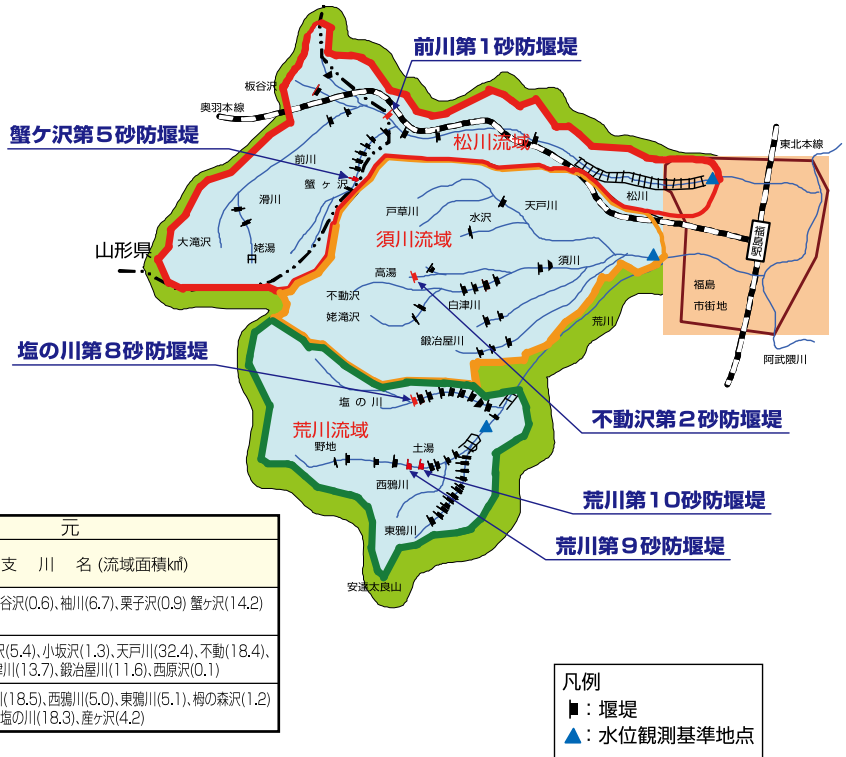 前川第1砂防堰堤
板谷沢
奥羽本線
蟹ケ沢第5砂防堰堤
松川流域
東北本線
前川
蟹ヶ沢
松川
滑川
戸草川
水沢
天戸川
大滝沢
姥湯
須川流域
福島駅
山形県
高湯
須川
不動沢
白津川
福島
市街地
姥滝沢
荒川
鍛冶屋川
塩の川第8砂防堰堤
阿武隈川
塩の川
不動沢第2砂防堰堤
荒川流域
野地
土湯
西鴉川
荒川第10砂防堰堤
東鴉川
荒川第9砂防堰堤
安達太良山
元
支川名(流域面積km²)
谷沢(0.6)、袖川(6.7)、栗子沢(0.9) 蟹ヶ沢(14.2)
沢(5.4)、小坂沢(1.3)、天戸川(32.4)、不動(18.4)、
津川(13.7)、鍛冶屋川(11.6)、西原沢(0.1)
川(18.5)、西鴉川(5.0)、東鴉川(5.1)、栂の森沢(1.2)
塩の川(18.3)、産ヶ沢(4.2)
凡例
：堰堤
：水位観測基準地点